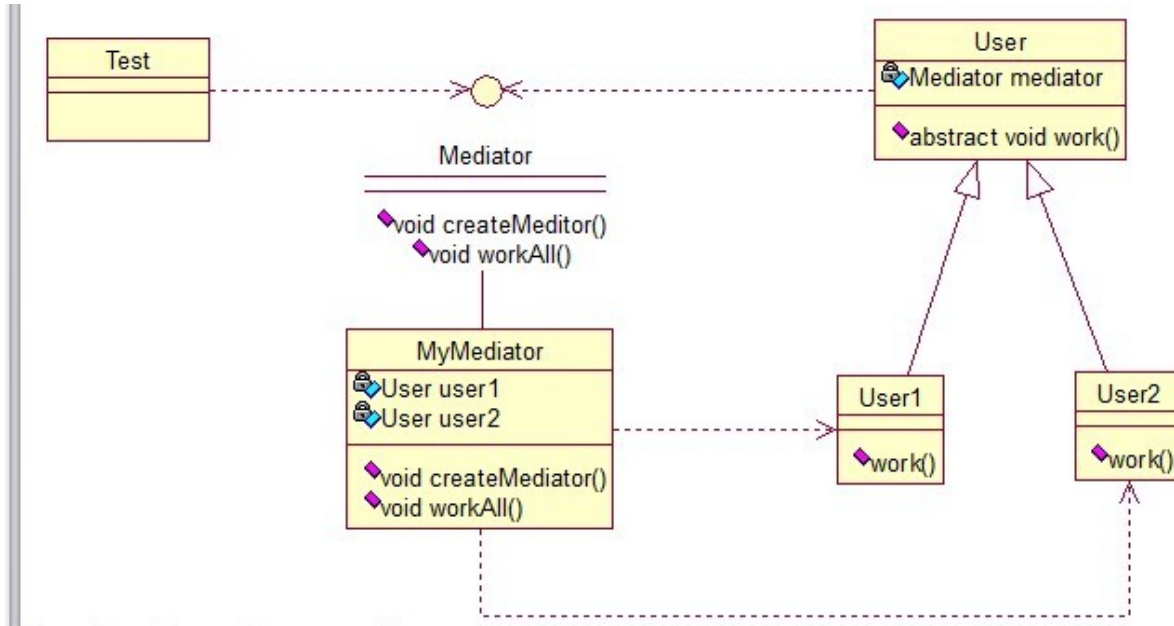 Test
User
Mediator mediator
abstract void work()
Mediator
void createMeditor()
void workAll()
MyMediator
User user1
User user2
void createMediator()
void workAll()
User1
work()
User2
work()